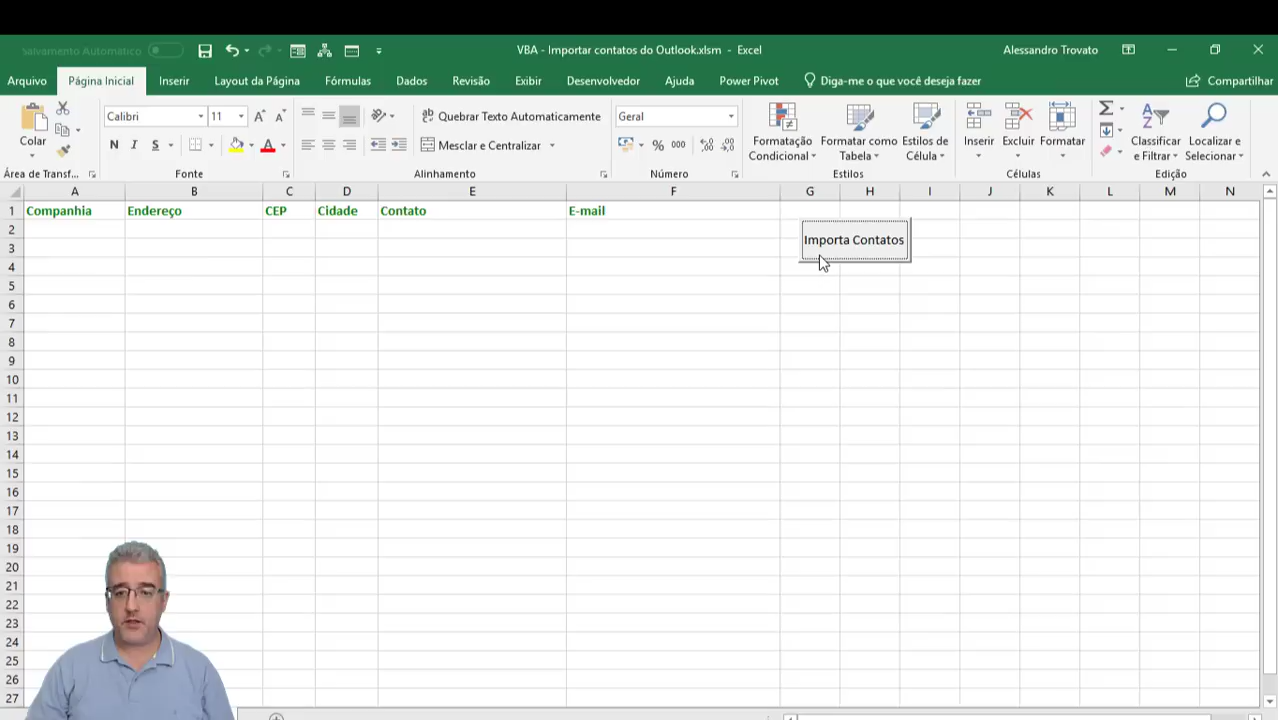 Salvamento Automático
VBA - Importar contatos do Outlook.xlsm - Excel
Alessandro Trovato
Arquivo Página Inicial Inserir Layout da Página Fórmulas Dados Revisão Exibir Desenvolvedor Ajuda Power Pivot Diga-me o que você deseja fazer Compartilhar
Colar
Calibri 11
N I S
Quebrar Texto Automaticamente
Mesclar e Centralizar
Geral
% 000
Formatação Condicional
Formatar como Tabela
Estilos de Célula
Inserir
Excluir
Formatar
Classificar e Filtrar
Localizar e Selecionar
Área de Transf... Fonte Alinhamento Número Estilos Células Edição
A B C D E F G H I J K L M N
1 Companhia Endereço CEP Cidade Contato E-mail
2
Importa Contatos
3
4
5
6
7
8
9
10
11
12
13
14
15
16
17
18
19
20
21
22
23
24
25
26
27